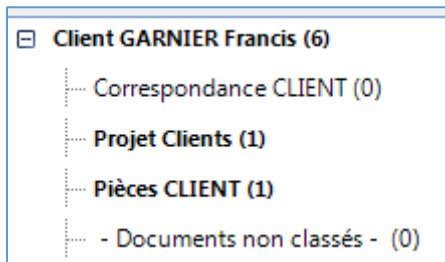 Client GARNIER Francis (6)
Correspondance CLIENT (0)
Projet Clients (1)
Pièces CLIENT (1)
- Documents non classés - (0)